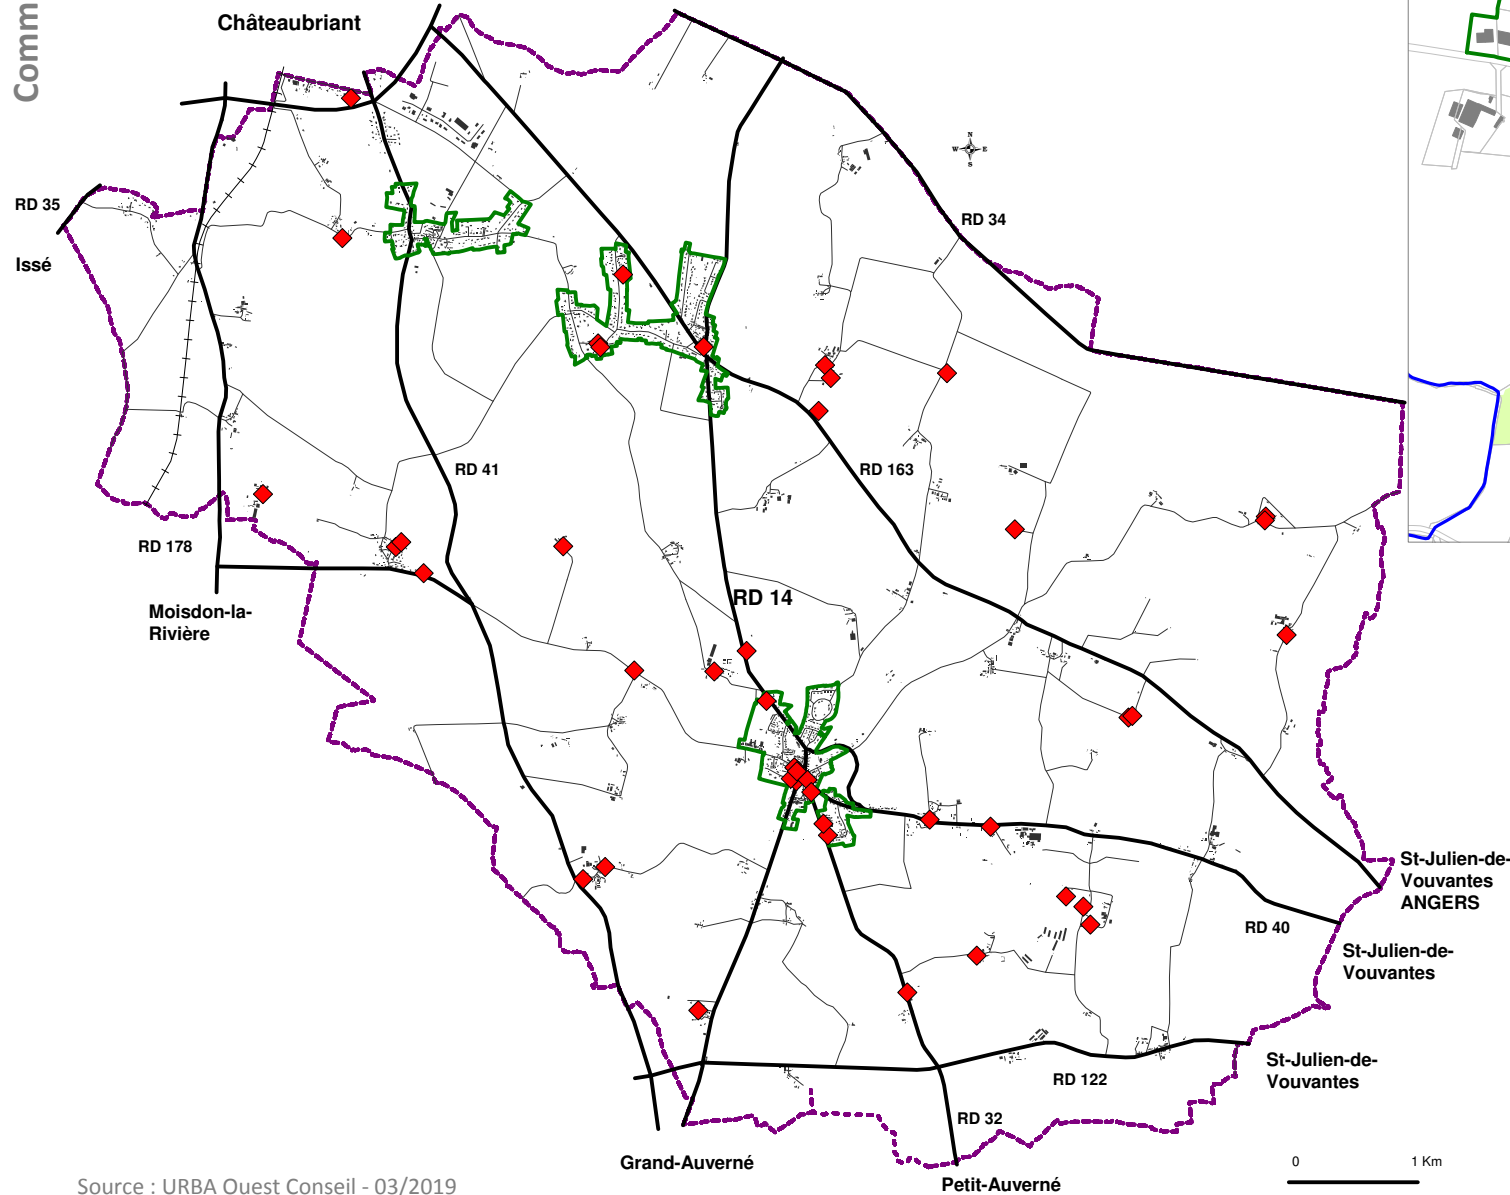 Comm
Châteaubriant
N
W E
S
RD 35
Issé
RD 34
RD 41
RD 163
RD 178
Moisdon-la-
Rivière
RD 14
St-Julien-de-
Vouvantes
ANGERS
RD 40
St-Julien-de-
Vouvantes
St-Julien-de-
Vouvantes
RD 122
RD 32
Grand-Auverné
Petit-Auverné
0 1 Km
Source : URBA Ouest Conseil - 03/2019